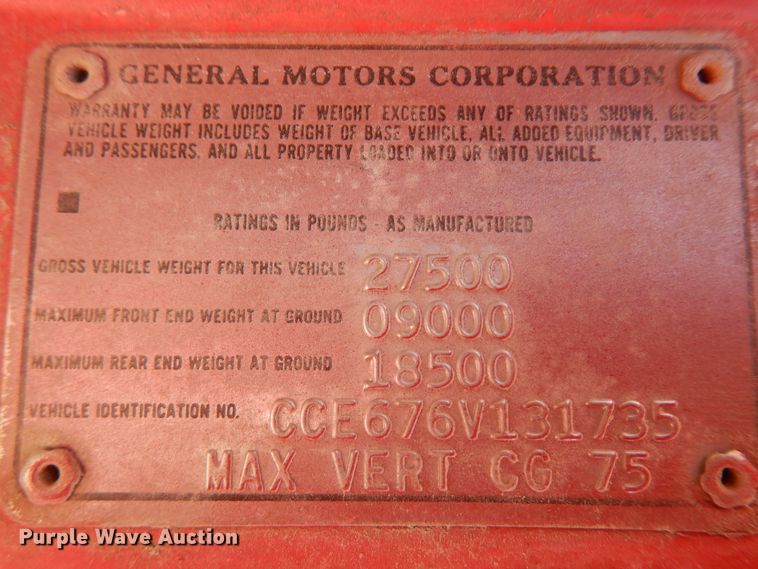 GENERAL MOTORS CORPORATION
WARRANTY MAY BE VOIDED IF WEIGHT EXCEEDS ANY OF RATINGS SHOWN. GROSS
VEHICLE WEIGHT INCLUDES WEIGHT OF BASE VEHICLE, ALL ADDED EQUIPMENT, DRIVER
AND PASSENGERS, AND ALL PROPERTY LOADED INTO OR ONTO VEHICLE.
RATINGS IN POUNDS - AS MANUFACTURED
GROSS VEHICLE WEIGHT FOR THIS VEHICLE 27500
MAXIMUM FRONT END WEIGHT AT GROUND 09000
MAXIMUM REAR END WEIGHT AT GROUND 18500
VEHICLE IDENTIFICATION NO. CCE676V131735
MAX VERT CG 75
Purple Wave Auction